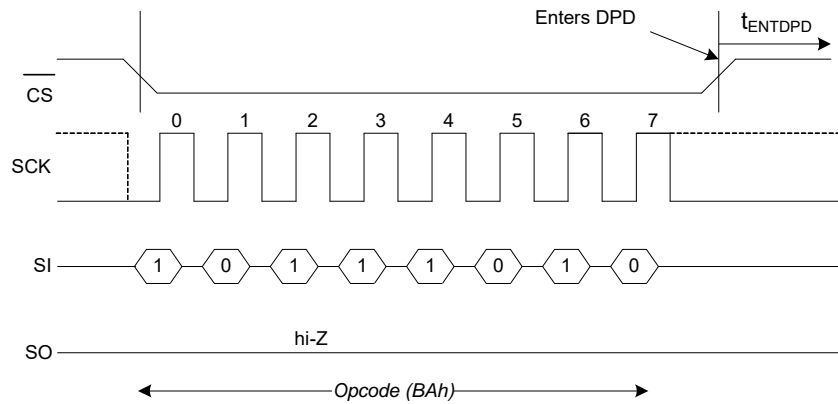 Enters DPD
tENTDPD
CS
0 1 2 3 4 5 6 7
SCK
SI 1 0 1 1 1 0 1 0
hi-Z
SO
Opcode (BAh)